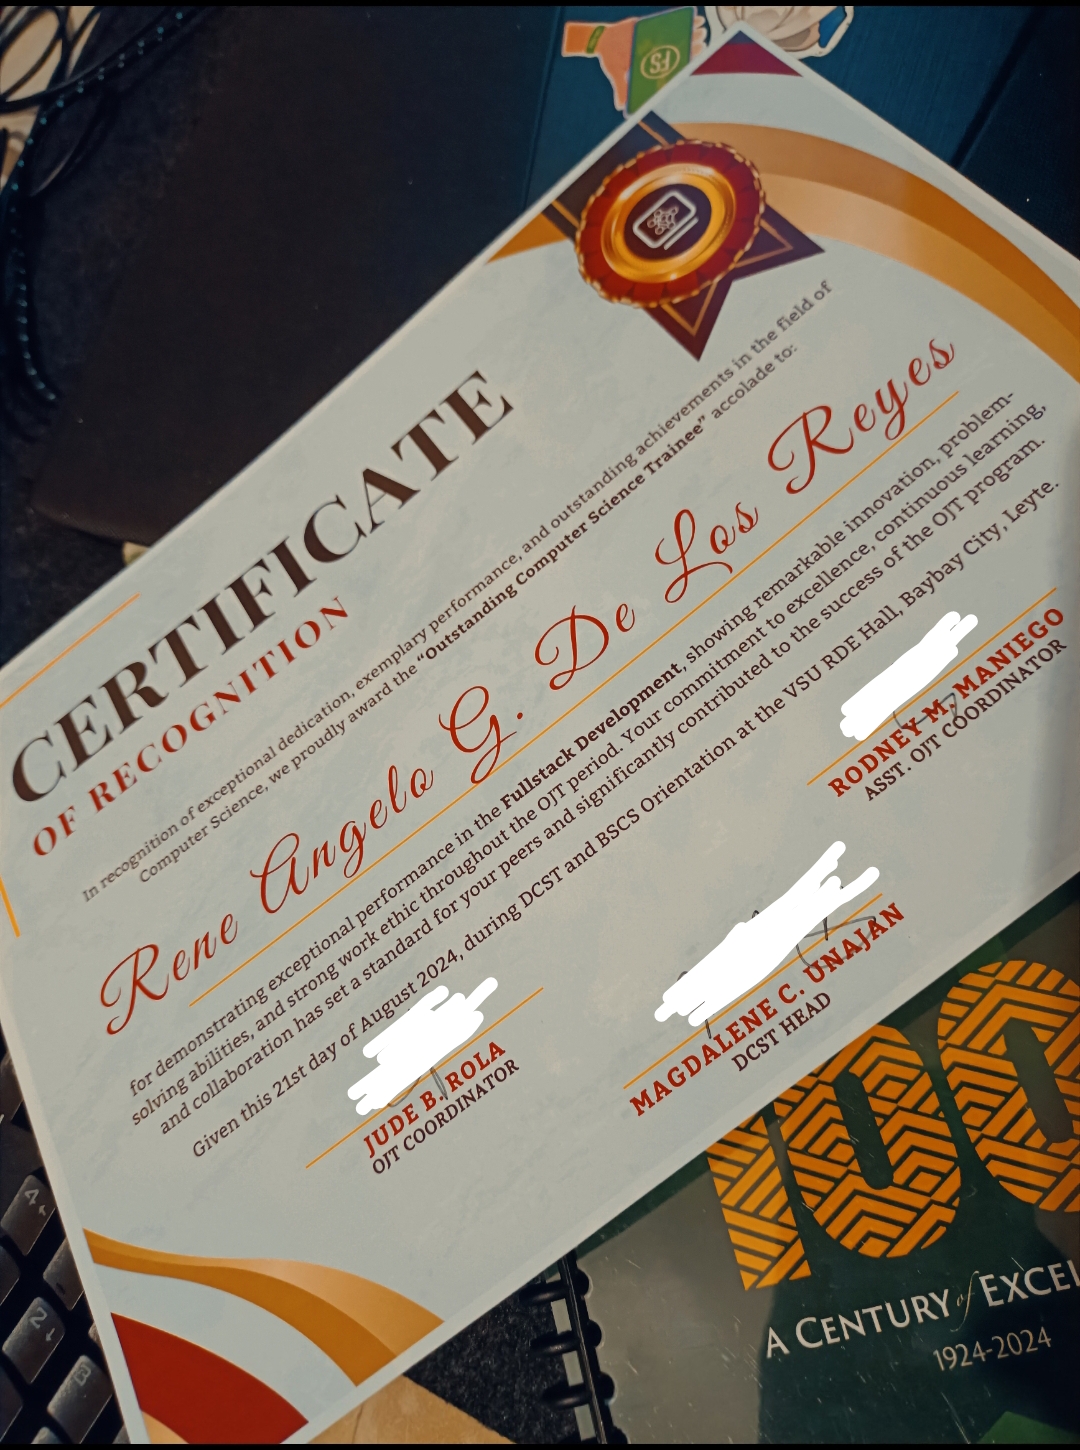 FS
CERTIFICATE
OF RECOGNITION
In recognition of exceptional dedication, exemplary performance, and outstanding achievements in the field of
Computer Science, we proudly award the “Outstanding Computer Science Trainee” accolade to:
Rene Angelo G. De Los Reyes
for demonstrating exceptional performance in the Fullstack Development, showing remarkable innovation, problem-
solving abilities, and strong work ethic throughout the OJT period. Your commitment to excellence, continuous learning,
and collaboration has set a standard for your peers and significantly contributed to the success of the OJT program.
Given this 21st day of August 2024, during DCST and BSCS Orientation at the VSU RDE Hall, Baybay City, Leyte.
JUDE B. ROLA
OJT COORDINATOR
MAGDALENE C. UNAJAN
DCST HEAD
RODNEY M. MANIEGO
ASST. OJT COORDINATOR
100
A CENTURY of EXCEL
1924-2024
4
2